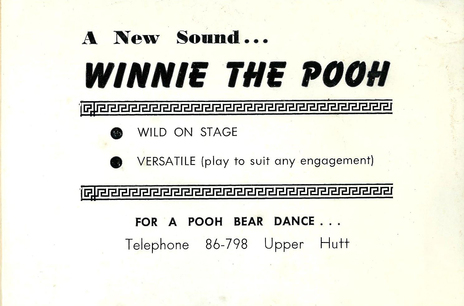 A New Sound...
WINNIE THE POOH
WILD ON STAGE
VERSATILE (play to suit any engagement)
FOR A POOH BEAR DANCE...
Telephone 86-798 Upper Hutt